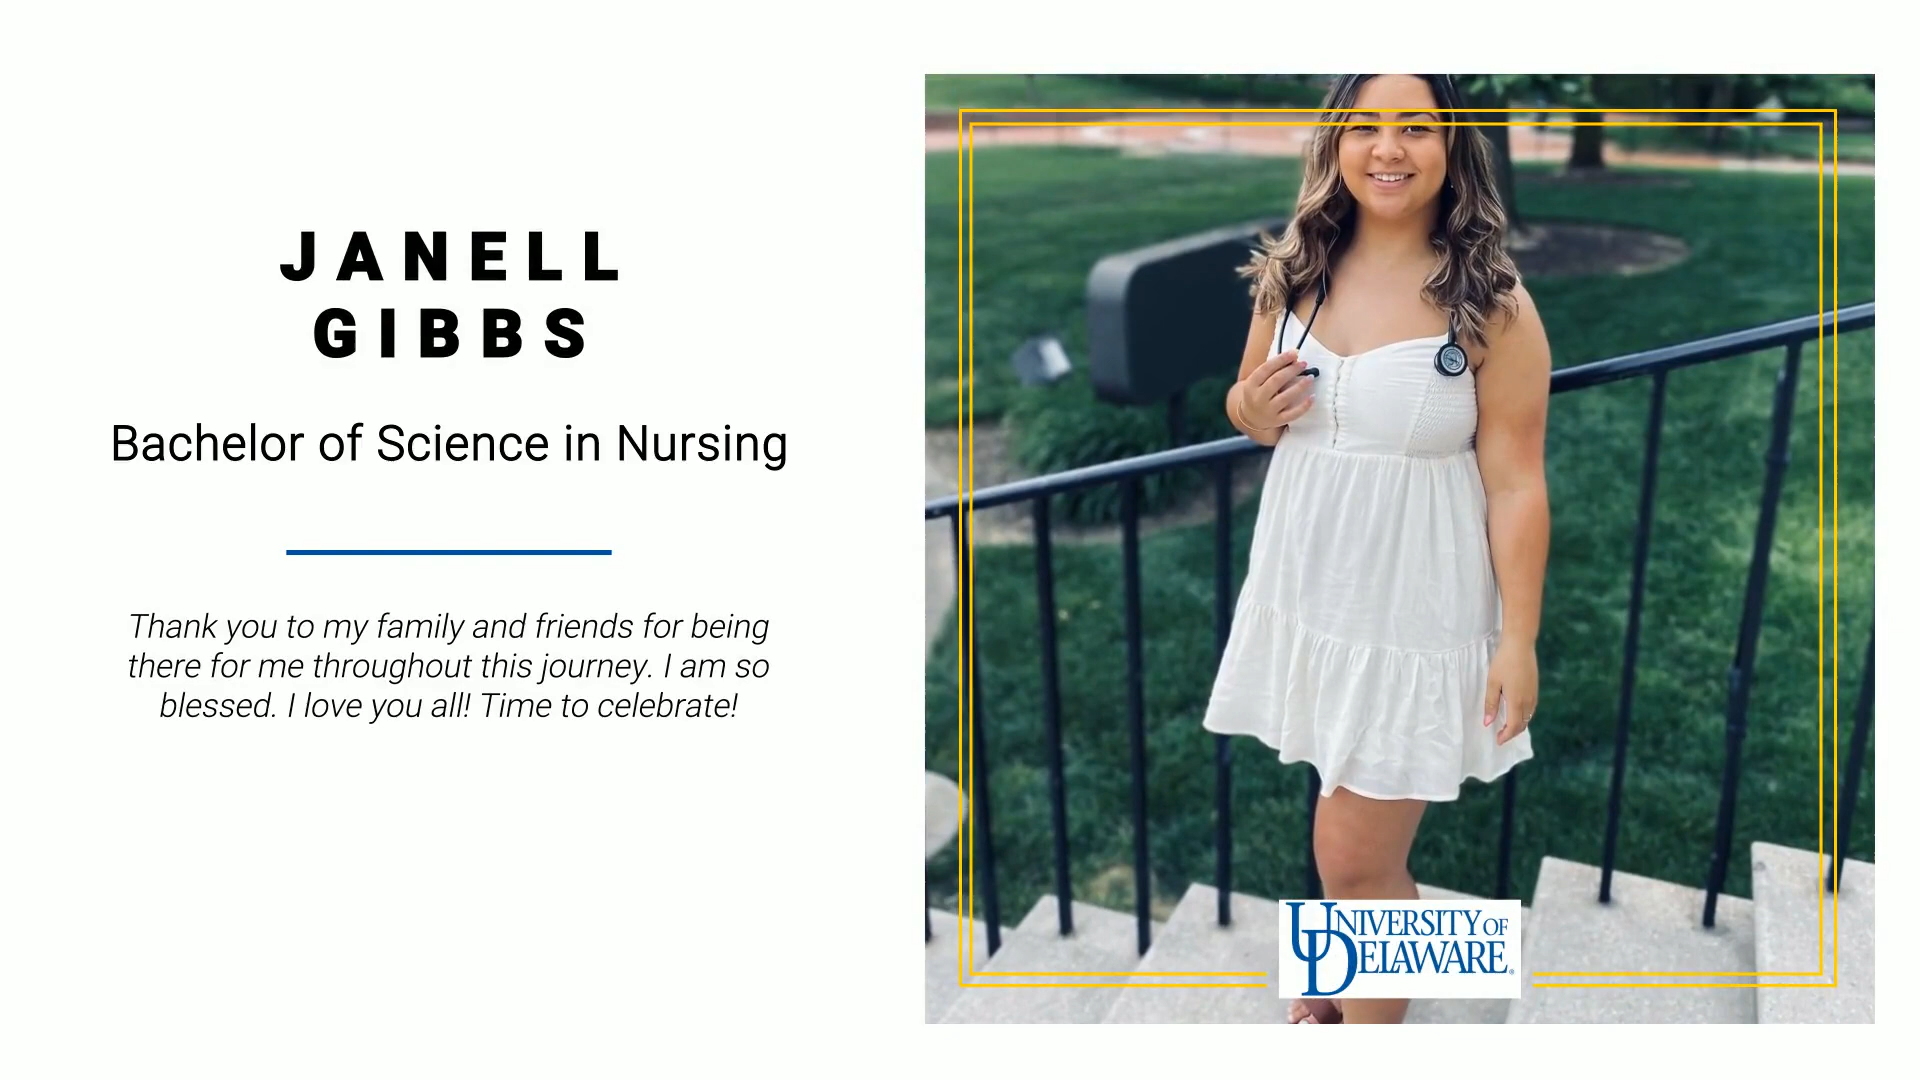 JANELL
GIBBS
Bachelor of Science in Nursing
Thank you to my family and friends for being
there for me throughout this journey. I am so
blessed. I love you all! Time to celebrate!
UNIVERSITY OF
DELAWARE®